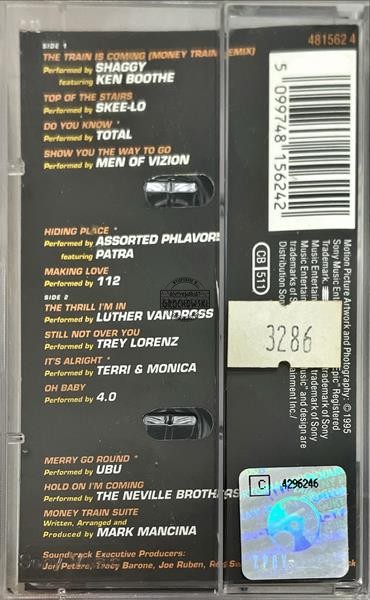 SIDE 1
THE TRAIN IS COMING (MONEY TRAIN REMIX)
Performed by SHAGGY
featuring KEN BOOTHE
TOP OF THE STAIRS
Performed by SKEE-LO
DO YOU KNOW *
Performed by TOTAL
SHOW YOU THE WAY TO GO
Performed by MEN OF VIZION
HIDING PLACE *
Performed by ASSORTED PHLAVORS
featuring PATRA
MAKING LOVE
Performed by 112
SIDE 2
THE THRILL I'M IN
Performed by LUTHER VANDROSS
STILL NOT OVER YOU
Performed by TREY LORENZ
IT'S ALRIGHT *
Performed by TERRI & MONICA
OH BABY
Performed by 4.0
MERRY GO ROUND *
Performed by UBU
HOLD ON I'M COMING
Performed by THE NEVILLE BROTHERS
MONEY TRAIN SUITE
Written, Arranged and
Produced by MARK MANCINA
Soundtrack Executive Producers:
Jon Peters, Tracy Barone, Joe Ruben,
481562 4
5 099748 156242
CB 511
Motion Picture Artwork and Photography: © 1995
3286
C 4296246